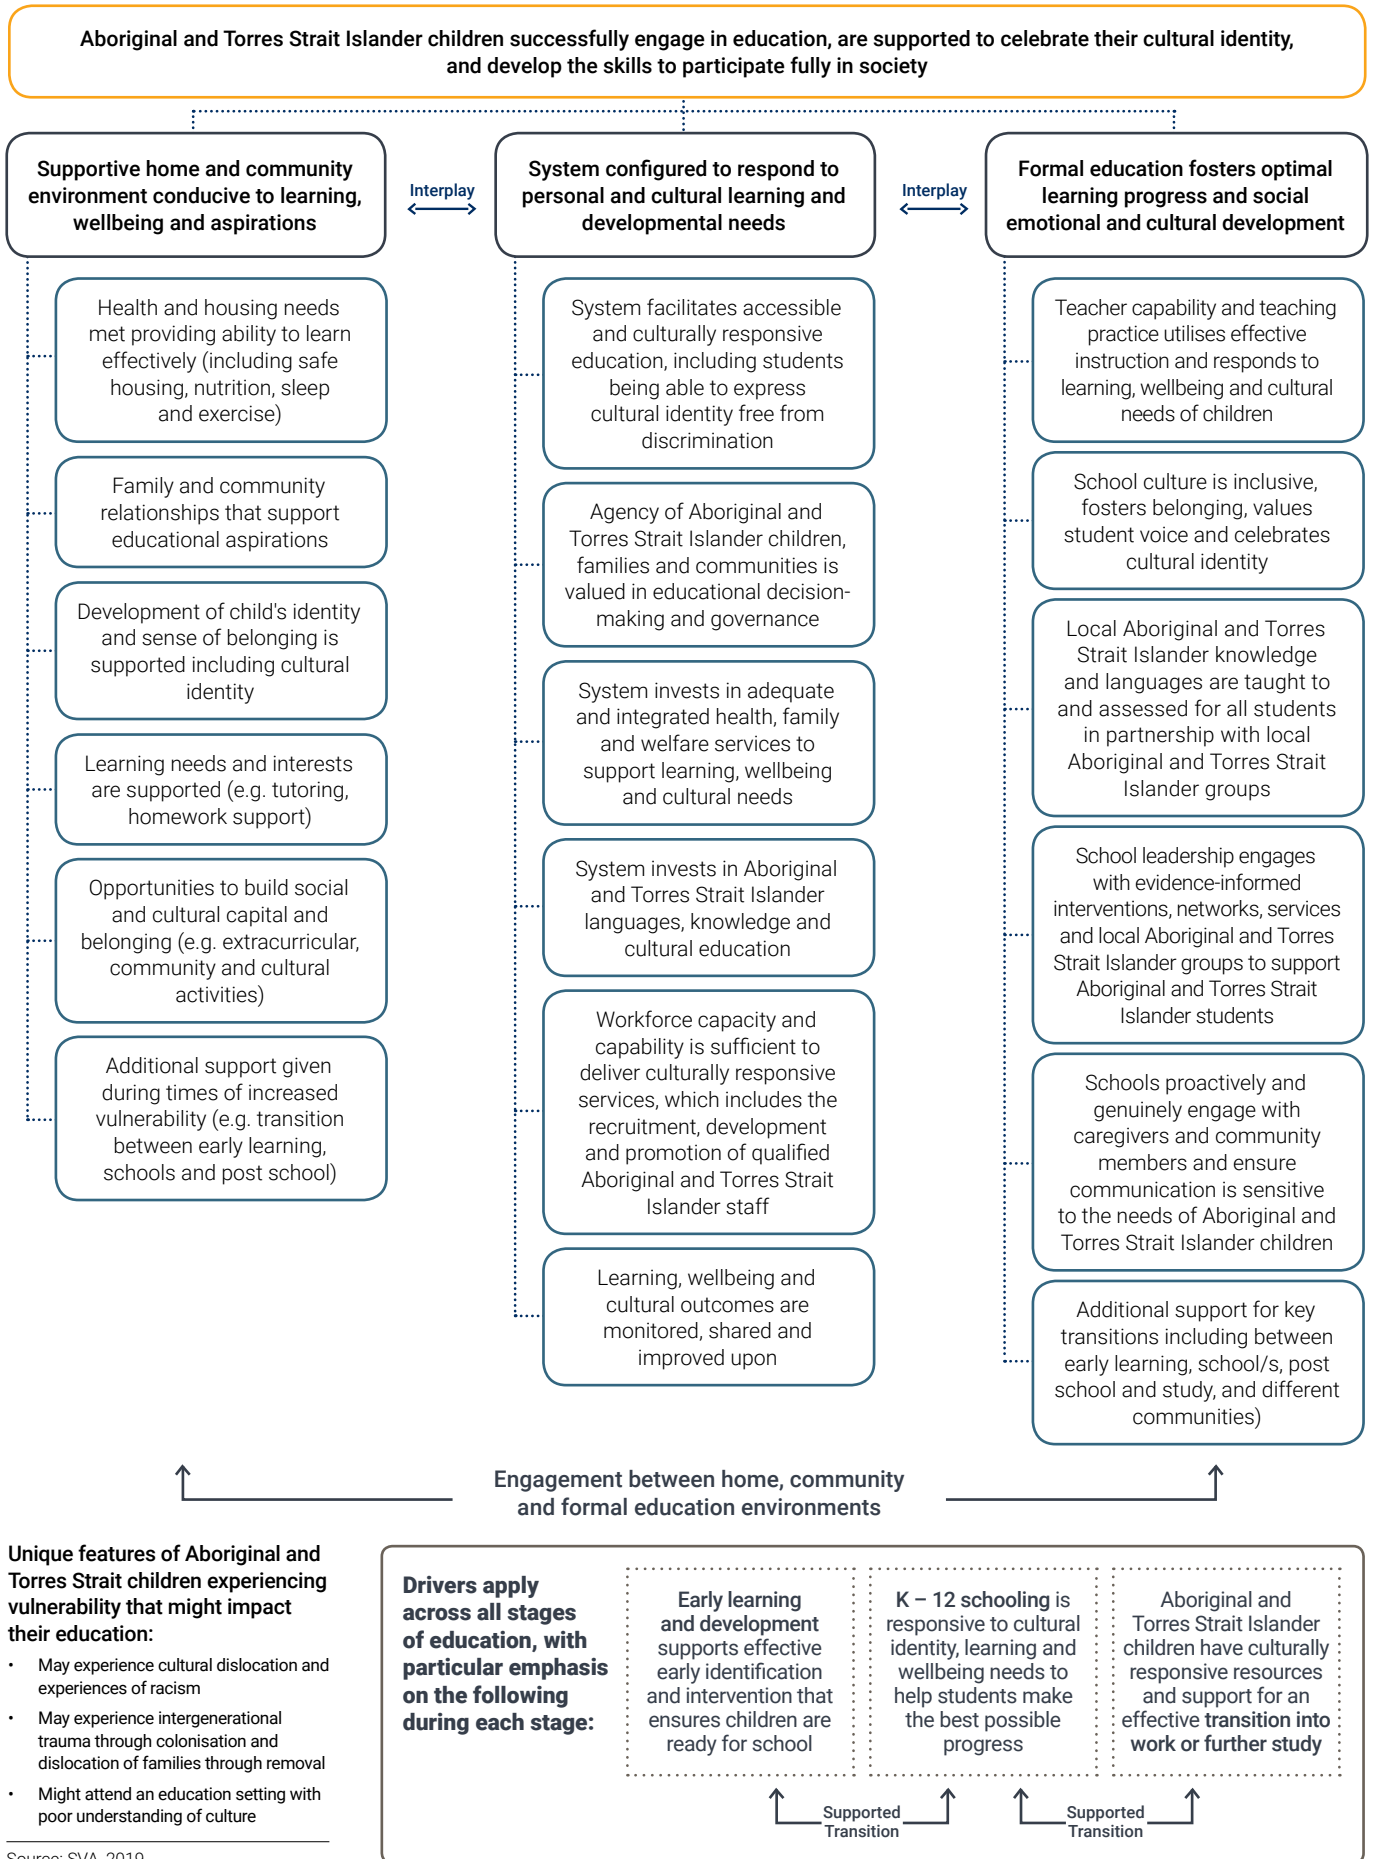 Aboriginal and Torres Strait Islander children successfully engage in education, are supported to celebrate their cultural identity,
and develop the skills to participate fully in society
Supportive home and community
environment conducive to learning,
wellbeing and aspirations
Interplay
System configured to respond to
personal and cultural learning and
developmental needs
Interplay
Formal education fosters optimal
learning progress and social
emotional and cultural development
Health and housing needs
met providing ability to learn
effectively (including safe
housing, nutrition, sleep
and exercise)
Family and community
relationships that support
educational aspirations
Development of child's identity
and sense of belonging is
supported including cultural
identity
Learning needs and interests
are supported (e.g. tutoring,
homework support)
Opportunities to build social
and cultural capital and
belonging (e.g. extracurricular,
community and cultural
activities)
Additional support given
during times of increased
vulnerability (e.g. transition
between early learning,
schools and post school)
System facilitates accessible
and culturally responsive
education, including students
being able to express
cultural identity free from
discrimination
Agency of Aboriginal and
Torres Strait Islander children,
families and communities is
valued in educational decision-
making and governance
System invests in adequate
and integrated health, family
and welfare services to
support learning, wellbeing
and cultural needs
System invests in Aboriginal
and Torres Strait Islander
languages, knowledge and
cultural education
Workforce capacity and
capability is sufficient to
deliver culturally responsive
services, which includes the
recruitment, development
and promotion of qualified
Aboriginal and Torres Strait
Islander staff
Learning, wellbeing and
cultural outcomes are
monitored, shared and
improved upon
Teacher capability and teaching
practice utilises effective
instruction and responds to
learning, wellbeing and cultural
needs of children
School culture is inclusive,
fosters belonging, values
student voice and celebrates
cultural identity
Local Aboriginal and Torres
Strait Islander knowledge
and languages are taught to
and assessed for all students
in partnership with local
Aboriginal and Torres Strait
Islander groups
School leadership engages
with evidence-informed
interventions, networks, services
and local Aboriginal and Torres
Strait Islander groups to support
Aboriginal and Torres Strait
Islander students
Schools proactively and
genuinely engage with
caregivers and community
members and ensure
communication is sensitive
to the needs of Aboriginal and
Torres Strait Islander children
Additional support for key
transitions including between
early learning, school/s, post
school and study, and different
communities)
Engagement between home, community
and formal education environments
Unique features of Aboriginal and
Torres Strait children experiencing
vulnerability that might impact
their education:
• May experience cultural dislocation and
experiences of racism
• May experience intergenerational
trauma through colonisation and
dislocation of families through removal
• Might attend an education setting with
poor understanding of culture
Source: SVA, 2019
Drivers apply
across all stages
of education, with
particular emphasis
on the following
during each stage:
Early learning
and development
supports effective
early identification
and intervention that
ensures children are
ready for school
K – 12 schooling is
responsive to cultural
identity, learning and
wellbeing needs to
help students make
the best possible
progress
Aboriginal and
Torres Strait Islander
children have culturally
responsive resources
and support for an
effective transition into
work or further study
Supported
Transition
Supported
Transition